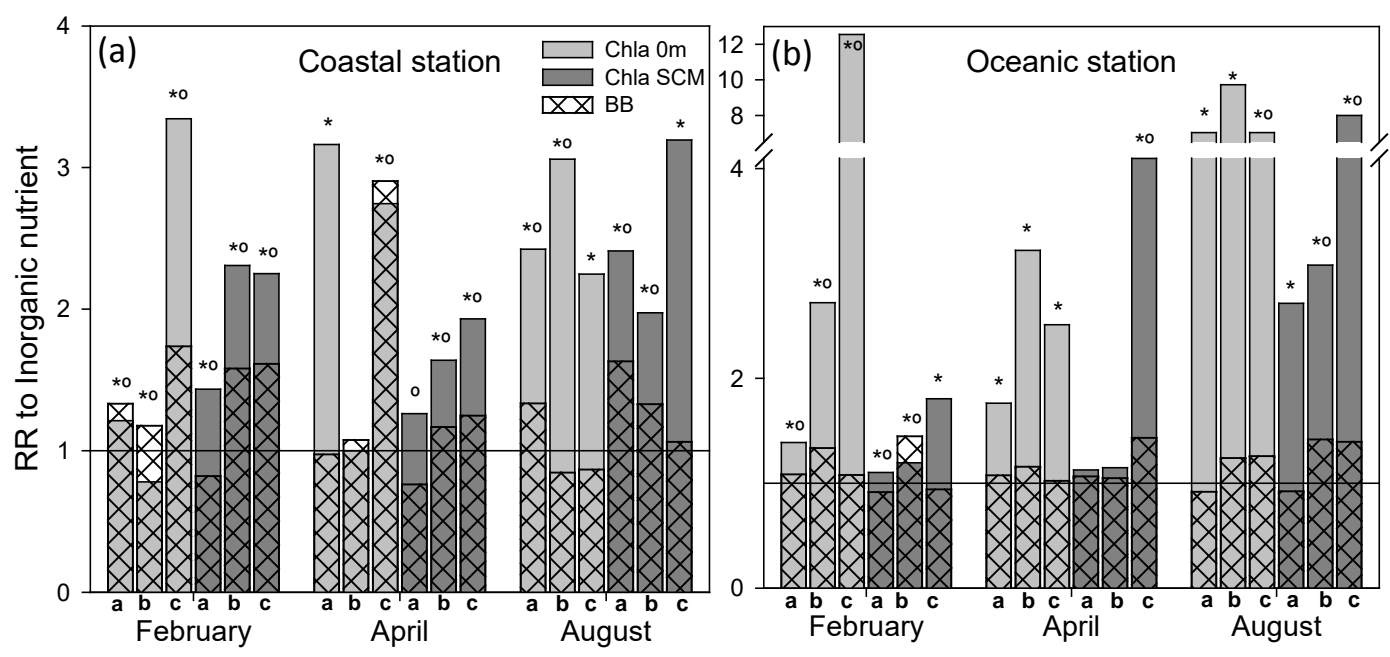 RR to Inorganic nutrient
(a)
Coastal station
Chla 0m
Chla SCM
BB
4
3
2
1
0
*o *o *o *o *o *o
* *o o *o *o
*o *o * *o *o *
a b c a b c a b c a b c a b c a b c
February April August
(b)
Oceanic station
12
10
8
4
2
0
*o *o *o *o *o *
* * * *o
* * *o * *o *o
a b c a b c a b c a b c a b c a b c
February April August